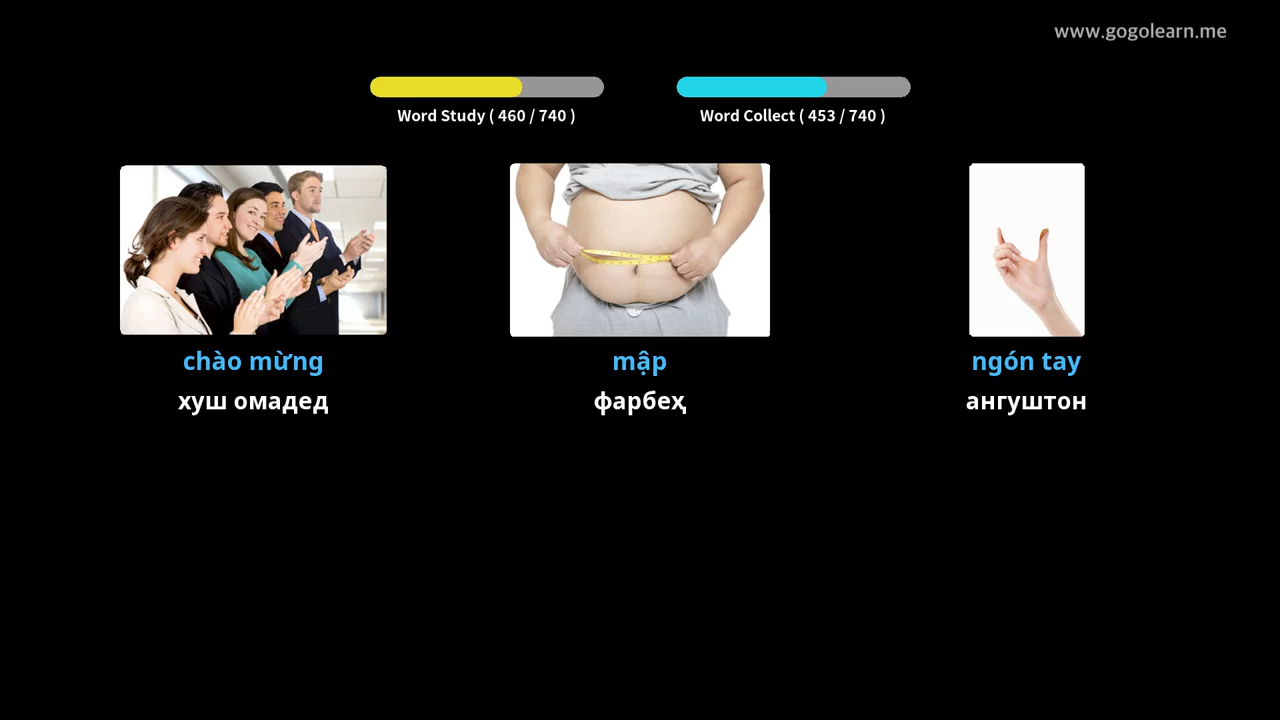 www.gogolearn.me
Word Study ( 460 / 740 )
Word Collect ( 453 / 740 )
chào mừng
хуш омадед
mập
фарбеҳ
ngón tay
ангуштон